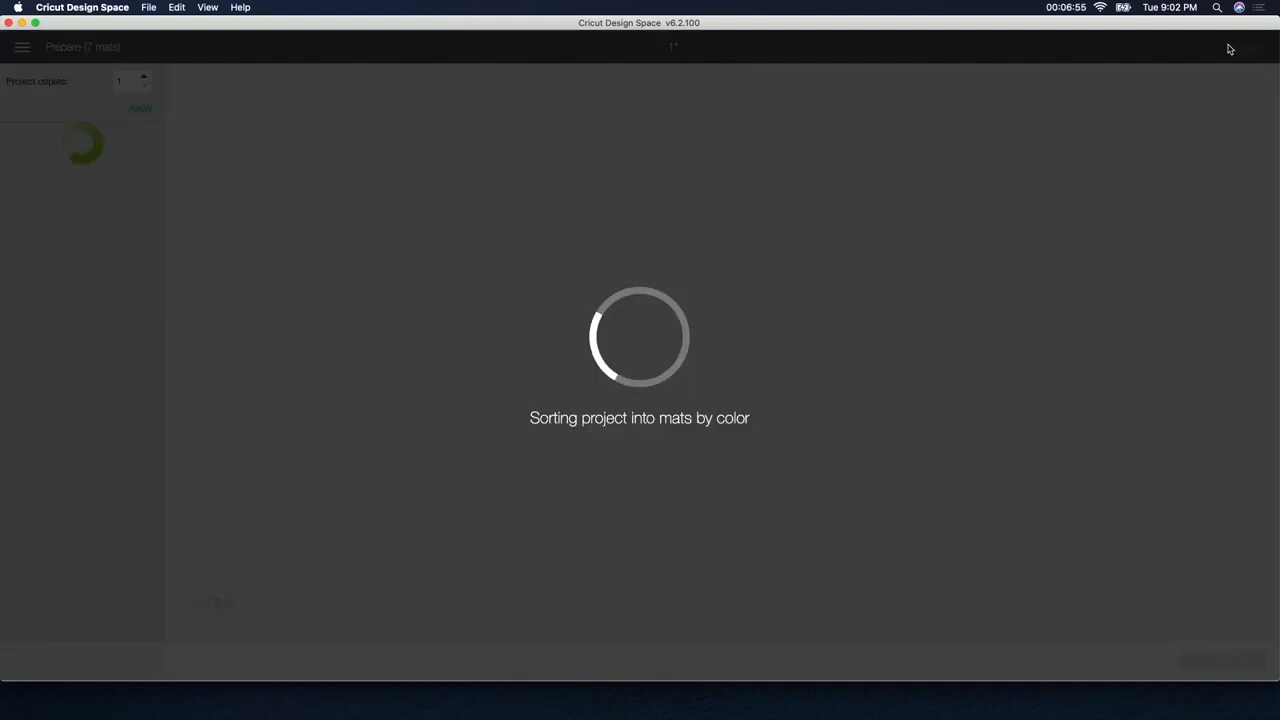 Cricut Design Space File Edit View Help 00:06:55 Tue 9:02 PM
Cricut Design Space v6.2.100
Prepare (7 mats) 1*
Project copies: 1
Apply
Sorting project into mats by color